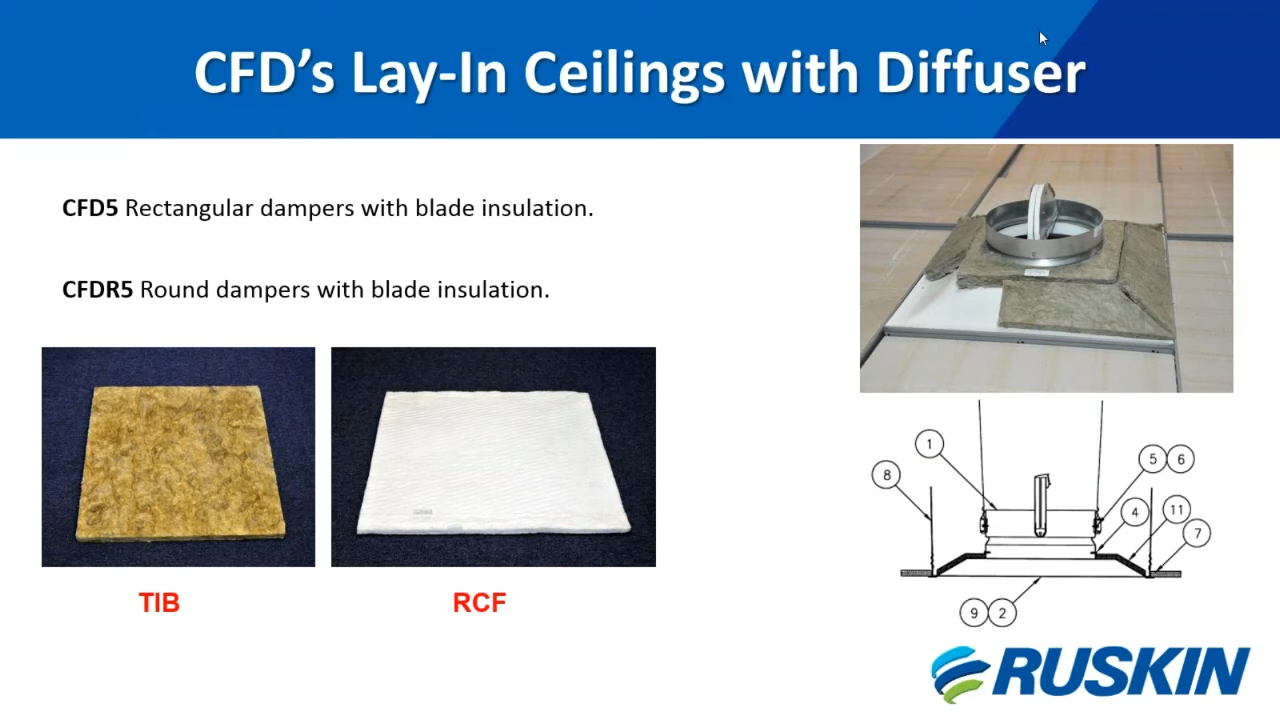 CFD's Lay-In Ceilings with Diffuser
CFD5 Rectangular dampers with blade insulation.
CFDR5 Round dampers with blade insulation.
TIB
RCF
1
8
5 6
4
11
7
9 2
RUSKIN